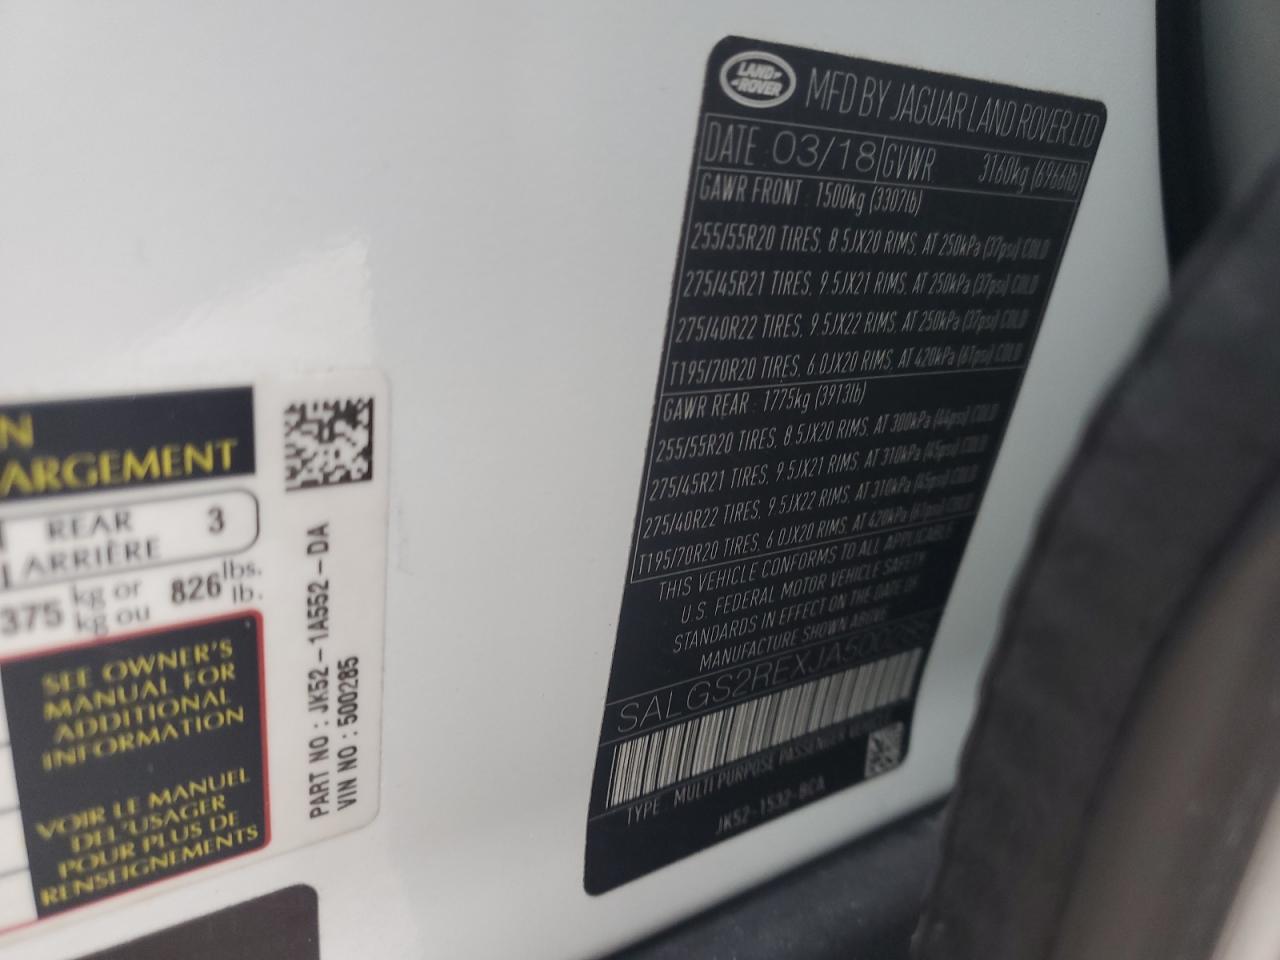 N
ARGEMENT
REAR 3
ARRIÈRE
375 kg or 826 lbs.
kg ou lb.
SEE OWNER'S
MANUAL FOR
ADDITIONAL
INFORMATION
VOIR LE MANUEL
DE L'USAGER
POUR PLUS DE
RENSEIGNEMENTS
PART NO : JK52-1A552-DA
VIN NO : 500285
LAND ROVER
MFD BY JAGUAR LAND ROVER LTD
DATE 03/18 GVWR 3160kg (6966lb)
GAWR FRONT : 1500kg (3307lb)
255/55R20 TIRES, 8.5JX20 RIMS, AT 250kPa (37psi) COLD
275/45R21 TIRES, 9.5JX21 RIMS, AT 250kPa (37psi) COLD
275/40R22 TIRES, 9.5JX22 RIMS, AT 250kPa (37psi) COLD
T195/70R20 TIRES, 6.0JX20 RIMS, AT 420kPa (61psi) COLD
GAWR REAR : 1775kg (3913lb)
255/55R20 TIRES, 8.5JX20 RIMS, AT 300kPa (44psi) COLD
275/45R21 TIRES, 9.5JX21 RIMS, AT 310kPa (45psi) COLD
275/40R22 TIRES, 9.5JX22 RIMS, AT 310kPa (45psi) COLD
T195/70R20 TIRES, 6.0JX20 RIMS, AT 420kPa (61psi) COLD
THIS VEHICLE CONFORMS TO ALL APPLICABLE
U.S. FEDERAL MOTOR VEHICLE SAFETY
STANDARDS IN EFFECT ON THE DATE OF
MANUFACTURE SHOWN ABOVE
TYPE : MULTI PURPOSE PASSENGER VEHICLE
JK52-1532-BCA